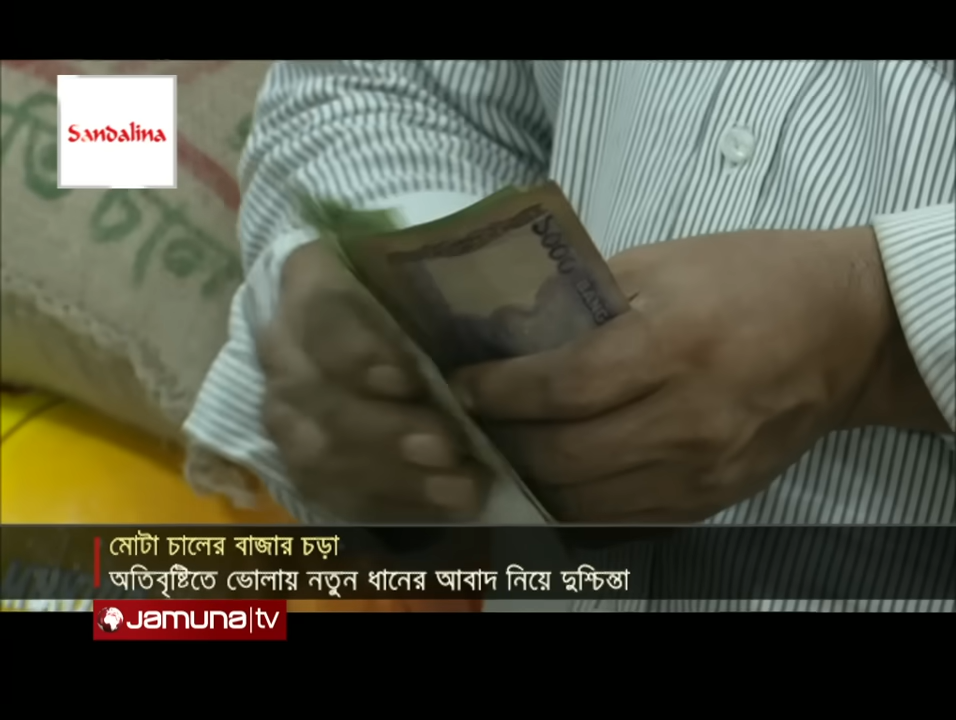 Sandalina
চাল
মোটা চালের বাজার চড়া
অতিবৃষ্টিতে ভোলায় নতুন ধানের আবাদ নিয়ে দুশ্চিন্তা
Jamuna|tv